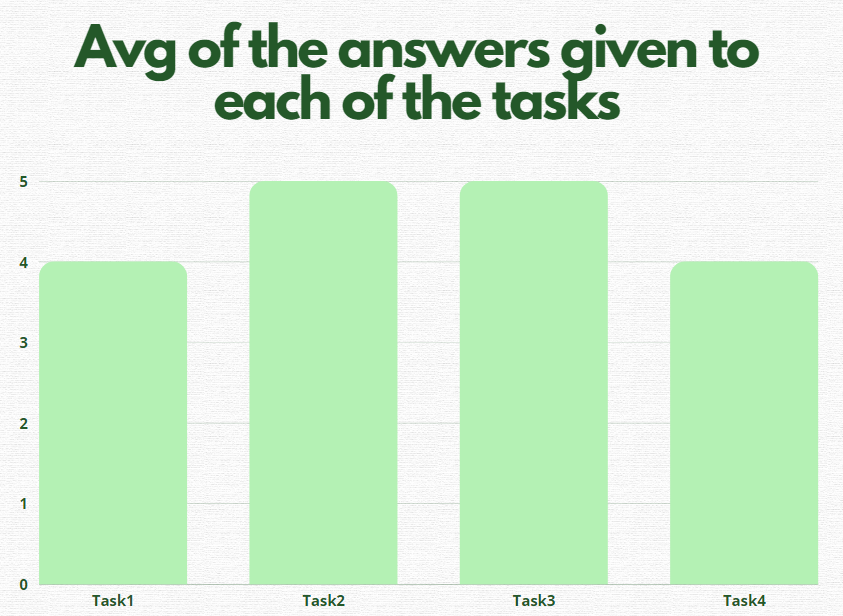 Avg of the answers given to
each of the tasks
5
4
3
2
1
0
Task1 Task2 Task3 Task4